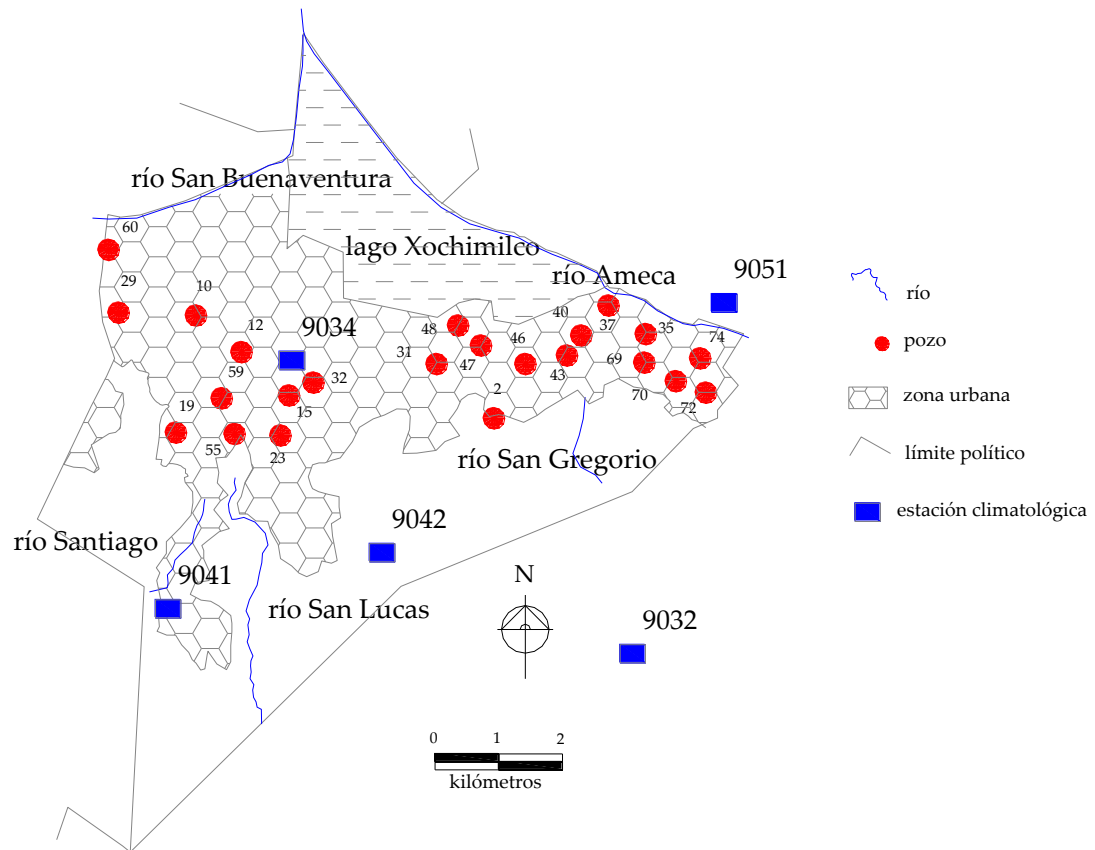 río San Buenaventura
60
lago Xochimilco
río Ameca
9051
29
10
río
40
37
35
12
9034
48
46
74
pozo
31
47
43
69
59
32
70
zona urbana
19
15
2
72
55
23
río San Gregorio
límite político
9042
estación climatológica
río Santiago
9041
N
río San Lucas
9032
0 1 2
kilómetros